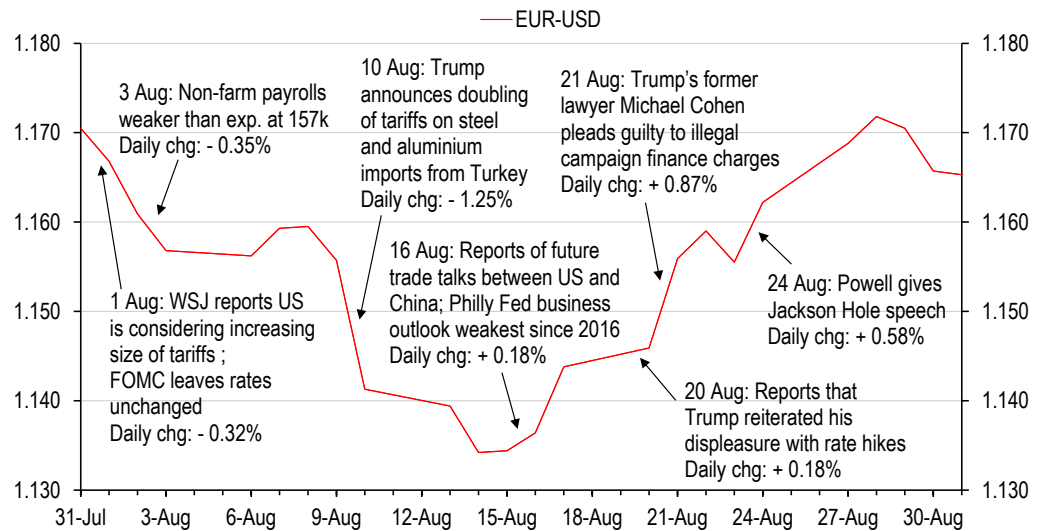 EUR-USD
1.180
1.170
1.160
1.150
1.140
1.130
1.180
1.170
1.160
1.150
1.140
1.130
3 Aug: Non-farm payrolls
weaker than exp. at 157k
Daily chg: - 0.35%
10 Aug: Trump
announces doubling
of tariffs on steel
and aluminium
imports from Turkey
Daily chg: - 1.25%
21 Aug: Trump's former
lawyer Michael Cohen
pleads guilty to illegal
campaign finance charges
Daily chg: + 0.87%
1 Aug: WSJ reports US
is considering increasing
size of tariffs ;
FOMC leaves rates
unchanged
Daily chg: - 0.32%
16 Aug: Reports of future
trade talks between US and
China; Philly Fed business
outlook weakest since 2016
Daily chg: + 0.18%
24 Aug: Powell gives
Jackson Hole speech
Daily chg: + 0.58%
20 Aug: Reports that
Trump reiterated his
displeasure with rate hikes
Daily chg: + 0.18%
31-Jul 3-Aug 6-Aug 9-Aug 12-Aug 15-Aug 18-Aug 21-Aug 24-Aug 27-Aug 30-Aug